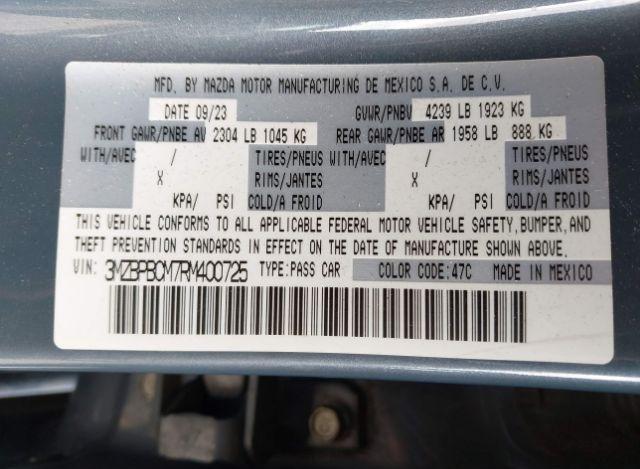 MFD. BY MAZDA MOTOR MANUFACTURING DE MEXICO S.A. DE C.V.
DATE 09/23 GVWR/PNBV 4239 LB 1923 KG
FRONT GAWR/PNBE AV 2304 LB 1045 KG REAR GAWR/PNBE AR 1958 LB 888 KG
WITH/AVEC / TIRES/PNEUS WITH/AVEC / TIRES/PNEUS
X RIMS/JANTES X RIMS/JANTES
KPA/ PSI COLD/A FROID KPA/ PSI COLD/A FROID
THIS VEHICLE CONFORMS TO ALL APPLICABLE FEDERAL MOTOR VEHICLE SAFETY, BUMPER, AND
THEFT PREVENTION STANDARDS IN EFFECT ON THE DATE OF MANUFACTURE SHOWN ABOVE.
VIN: 3MZBPBCM7RM400725 TYPE:PASS CAR COLOR CODE:47C MADE IN MEXICO